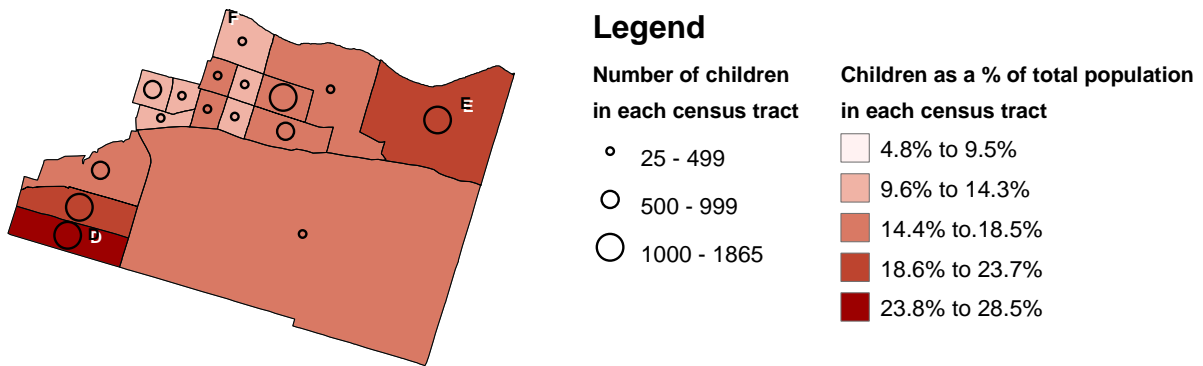 F
E
D
Legend
Number of children
in each census tract
25 - 499
500 - 999
1000 - 1865
Children as a % of total population
in each census tract
4.8% to 9.5%
9.6% to 14.3%
14.4% to.18.5%
18.6% to 23.7%
23.8% to 28.5%